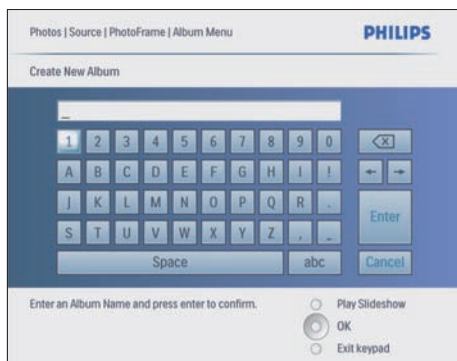 Photos | Source | PhotoFrame | Album Menu
PHILIPS
Create New Album
_
1 2 3 4 5 6 7 8 9 0
A B C D E F G H I !
J K L M N O P Q R .
Enter
S T U V W X Y Z , _
Space abc Cancel
Enter an Album Name and press enter to confirm.
Play Slideshow
OK
Exit keypad